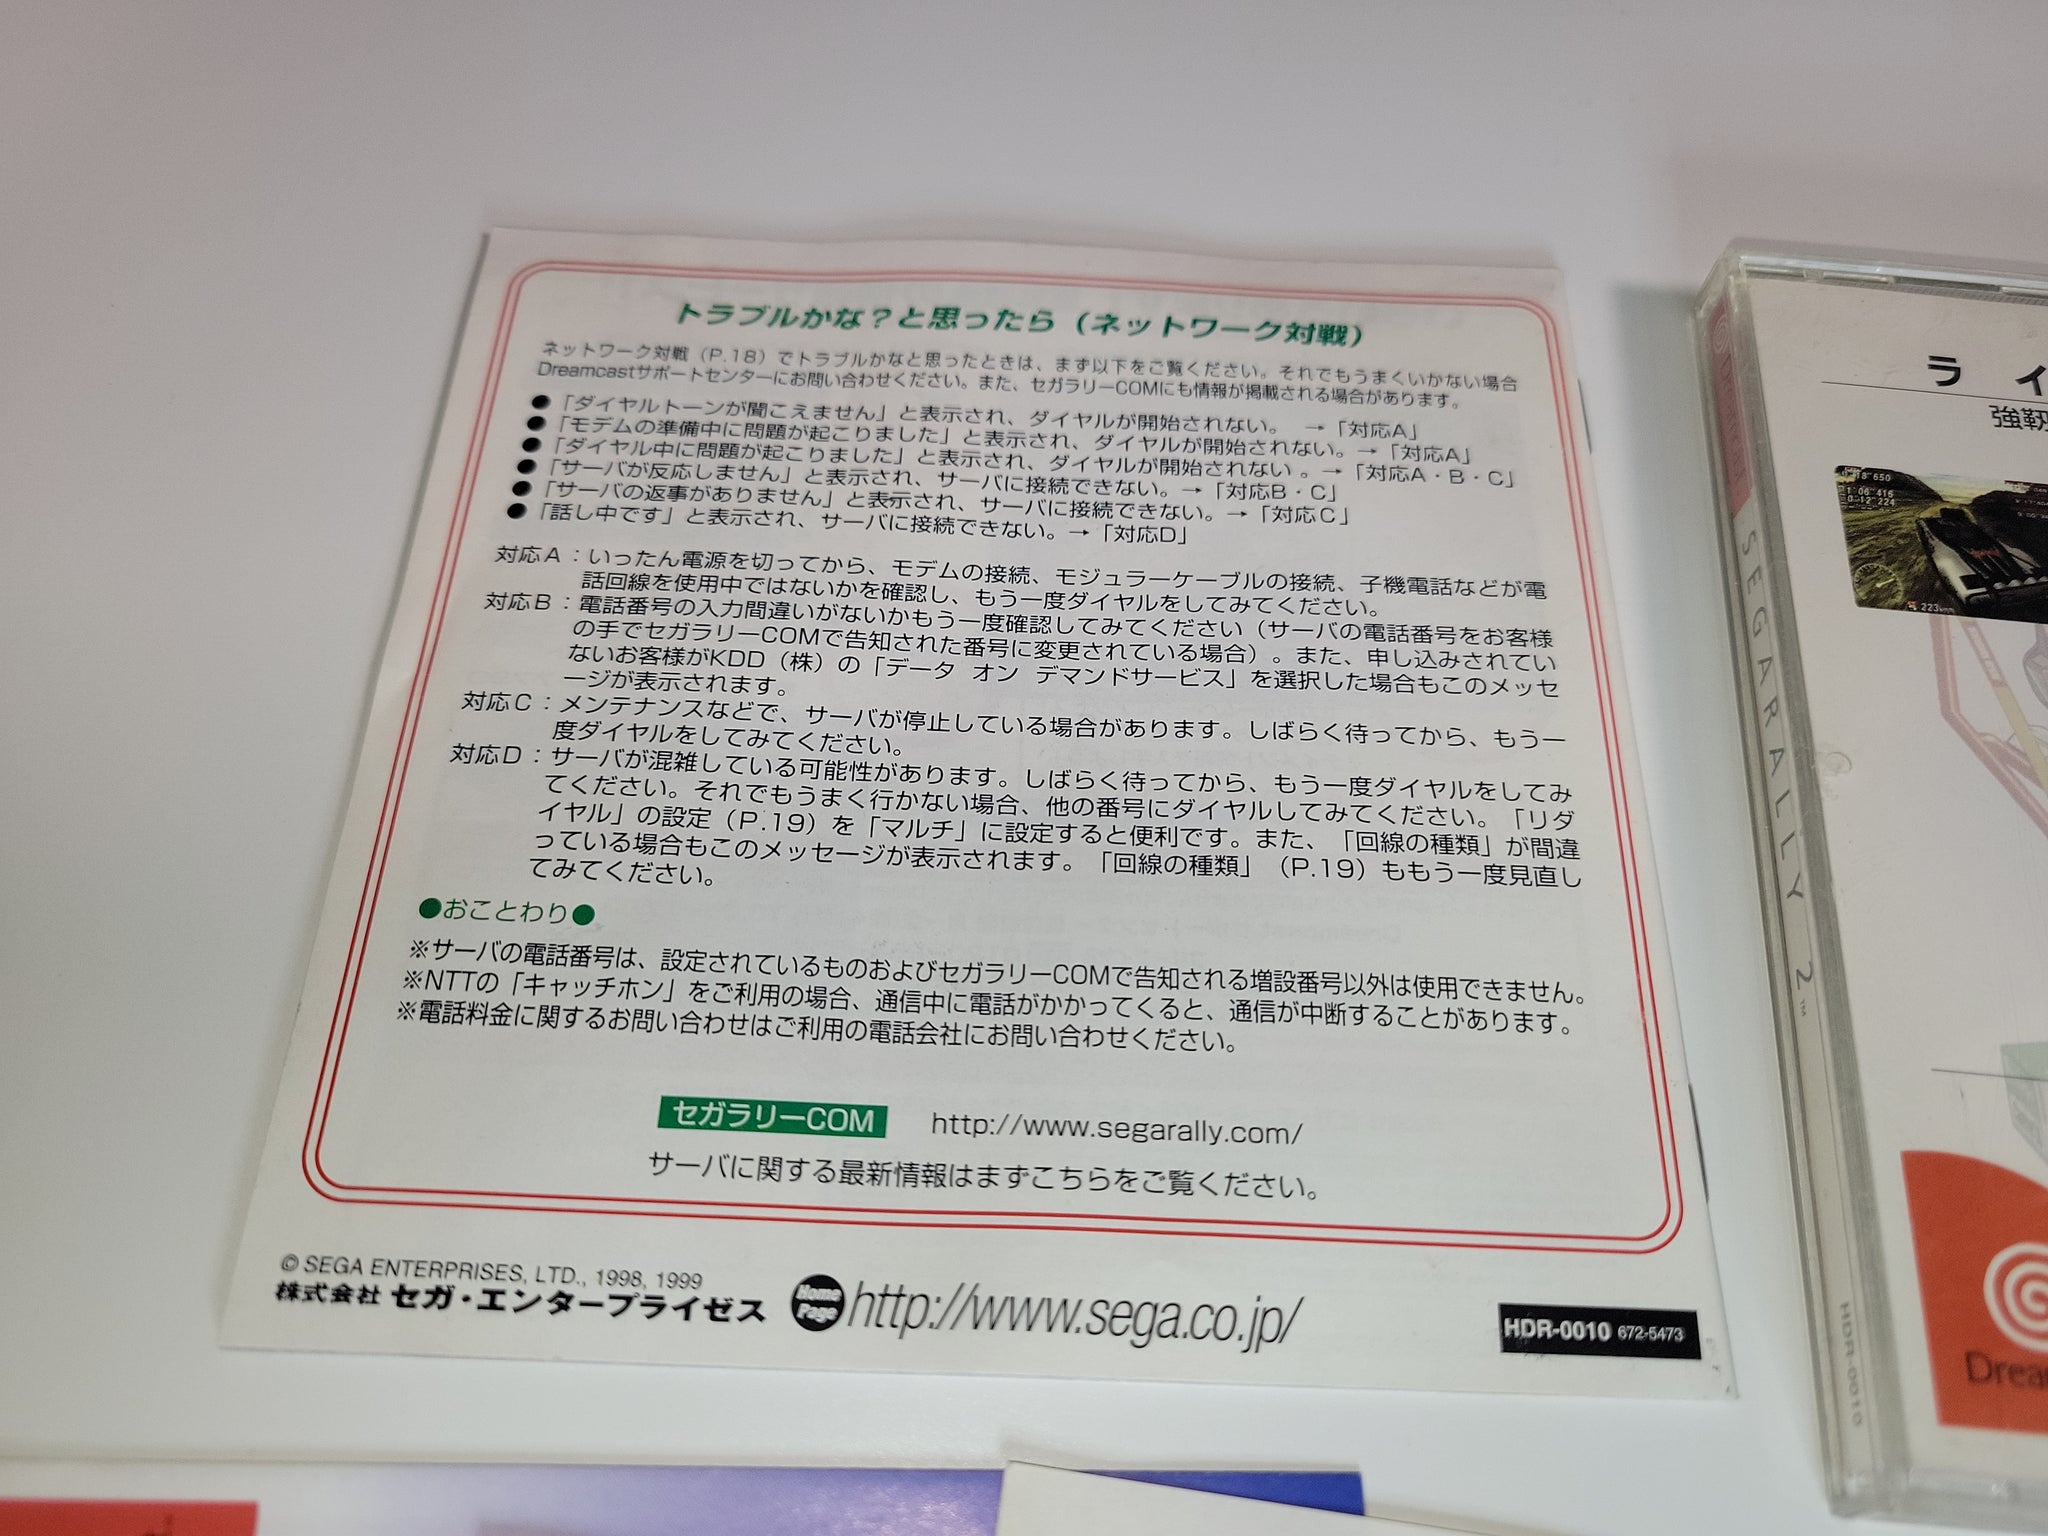 トラブルかな?と思ったら(ネットワーク対戦)
ネットワーク対戦(P.18)でトラブルかなと思ったときは、まず以下をご覧ください。それでもうまくいかない場合
Dreamcastサポートセンターにお問い合わせください。また、セガラリーCOMにも情報が掲載される場合があります。
●「ダイヤルトーンが聞こえません」と表示され、ダイヤルが開始されない。 →「対応A」
●「モデムの準備中に問題が起こりました」と表示され、ダイヤルが開始されない。→「対応A」
●「ダイヤル中に問題が起こりました」と表示され、ダイヤルが開始されない 。→ 「対応A・B・C」
●「サーバが反応しません」と表示され、サーバに接続できない。→「対応B・C」
●「サーバの返事がありません」と表示され、サーバに接続できない。→「対応C」
●「話し中です」と表示され、サーバに接続できない。→「対応D」
対応A:いったん電源を切ってから、モデムの接続、モジュラーケーブルの接続、子機電話などが電
話回線を使用中ではないかを確認し、もう一度ダイヤルをしてみてください。
対応B:電話番号の入力間違いがないかもう一度確認してみてください(サーバの電話番号をお客様
の手でセガラリーCOMで告知された番号に変更されている場合)。また、申し込みされてい
ないお客様がKDD(株)の「データ オン デマンドサービス」を選択した場合もこのメッセ
ージが表示されます。
対応C:メンテナンスなどで、サーバが停止している場合があります。しばらく待ってから、もう一
度ダイヤルをしてみてください。
対応D:サーバが混雑している可能性があります。しばらく待ってから、もう一度ダイヤルをしてみ
てください。それでもうまく行かない場合、他の番号にダイヤルしてみてください。「リダ
イヤル」の設定(P.19)を「マルチ」に設定すると便利です。また、「回線の種類」が間違
っている場合もこのメッセージが表示されます。「回線の種類」(P.19)ももう一度見直し
てみてください。
●おことわり●
※サーバの電話番号は、設定されているものおよびセガラリーCOMで告知される増設番号以外は使用できません。
※NTTの「キャッチホン」をご利用の場合、通信中に電話がかかってくると、通信が中断することがあります。
※電話料金に関するお問い合わせはご利用の電話会社にお問い合わせください。
セガラリーCOM http://www.segarally.com/
サーバに関する最新情報はまずこちらをご覧ください。
© SEGA ENTERPRISES, LTD., 1998, 1999
株式会社 セガ・エンタープライゼス
Home Page http://www.sega.co.jp/
HDR-0010 672-5473
SEGARALLY 2™
HDR-0010
ライ
強靭
223km